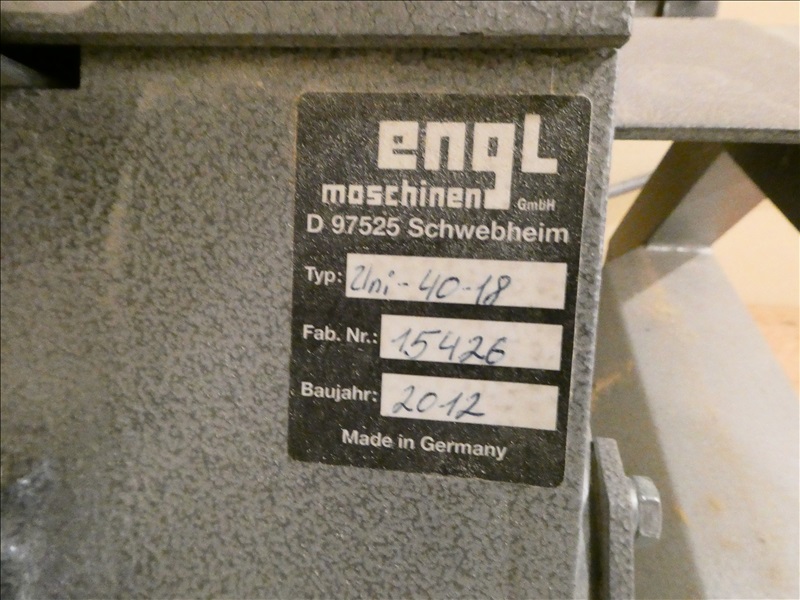 engl
maschinen GmbH
D 97525 Schwebheim
Typ: Uni-40-18
Fab. Nr.: 15426
Baujahr: 2012
Made in Germany